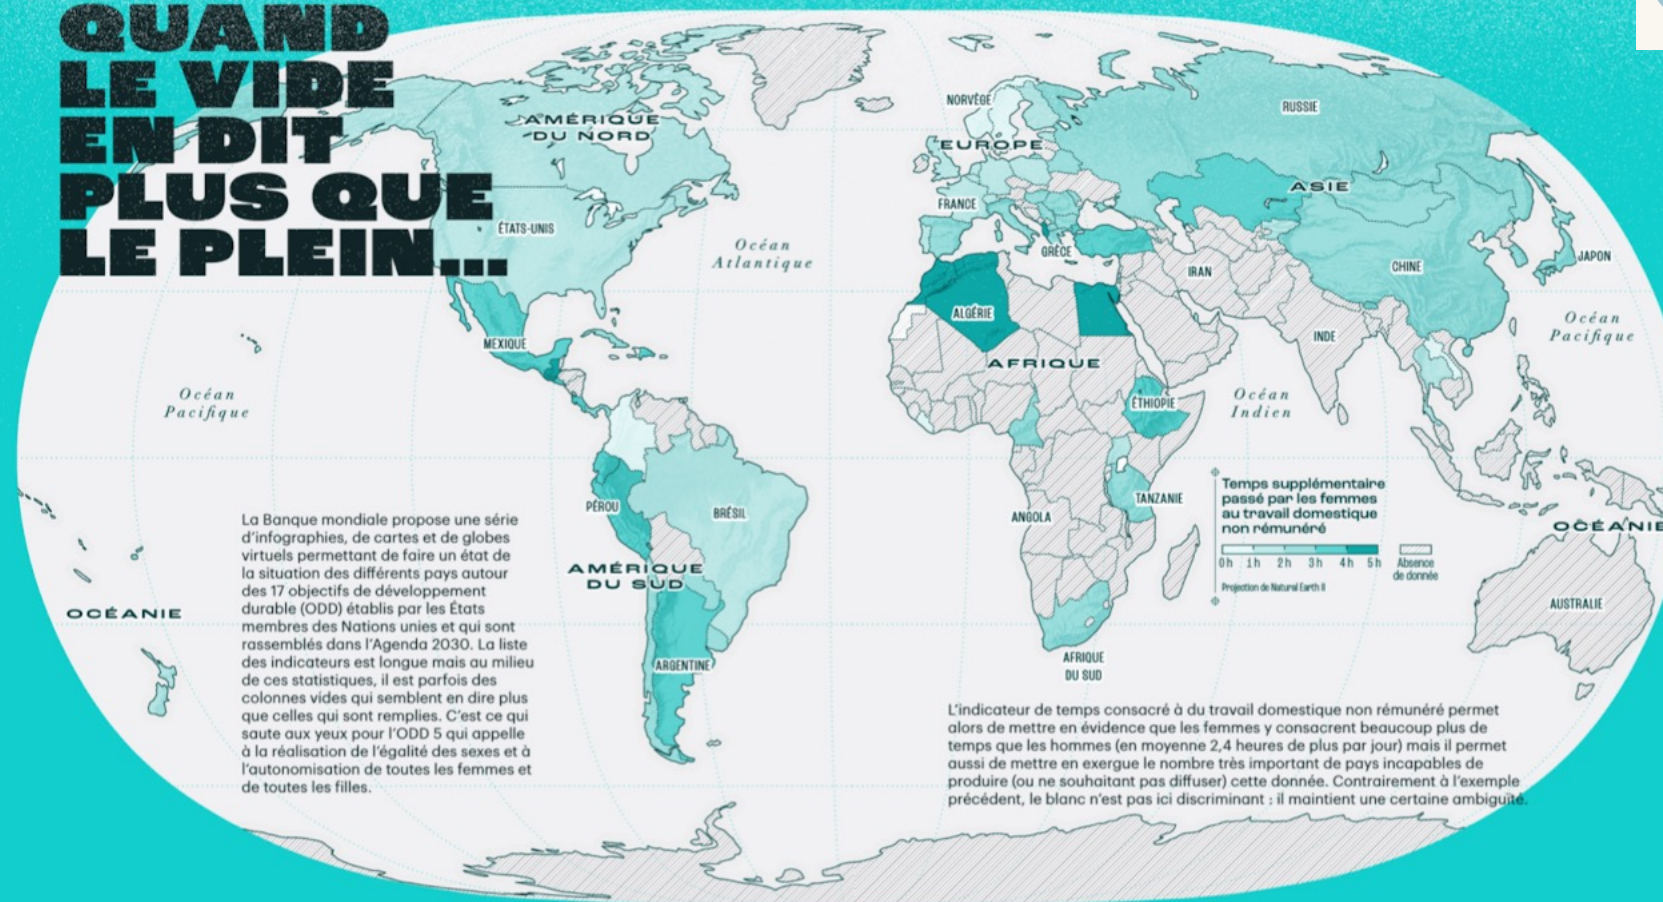 QUAND
LE VIDE
EN DIT
PLUS QUE
LE PLEIN...
AMÉRIQUE
DU NORD
ÉTATS-UNIS
MEXIQUE
Océan
Atlantique
Océan
Pacifique
NORVÈGE
EUROPE
FRANCE
GRÈCE
RUSSIE
ASIE
CHINE
JAPON
IRAN
INDE
Océan
Pacifique
ALGÉRIE
AFRIQUE
ÉTHIOPIE
Océan
Indien
TANZANIE
ANGOLA
AFRIQUE
DU SUD
PÉROU
BRÉSIL
AMÉRIQUE
DU SUD
ARGENTINE
OCÉANIE
OCÉANIE
AUSTRALIE
Temps supplémentaire
passé par les femmes
au travail domestique
non rémunéré
0h 1h 2h 3h 4h 5h
Absence
de donnée
Projection de Natural Earth II
La Banque mondiale propose une série
d'infographies, de cartes et de globes
virtuels permettant de faire un état de
la situation des différents pays autour
des 17 objectifs de développement
durable (ODD) établis par les États
membres des Nations unies et qui sont
rassemblés dans l'Agenda 2030. La liste
des indicateurs est longue mais au milieu
de ces statistiques, il est parfois des
colonnes vides qui semblent en dire plus
que celles qui sont remplies. C'est ce qui
saute aux yeux pour l'ODD 5 qui appelle
à la réalisation de l'égalité des sexes et à
l'autonomisation de toutes les femmes et
de toutes les filles.
L'indicateur de temps consacré à du travail domestique non rémunéré permet
alors de mettre en évidence que les femmes y consacrent beaucoup plus de
temps que les hommes (en moyenne 2,4 heures de plus par jour) mais il permet
aussi de mettre en exergue le nombre très important de pays incapables de
produire (ou ne souhaitant pas diffuser) cette donnée. Contrairement à l'exemple
précédent, le blanc n'est pas ici discriminant : il maintient une certaine ambiguïté.